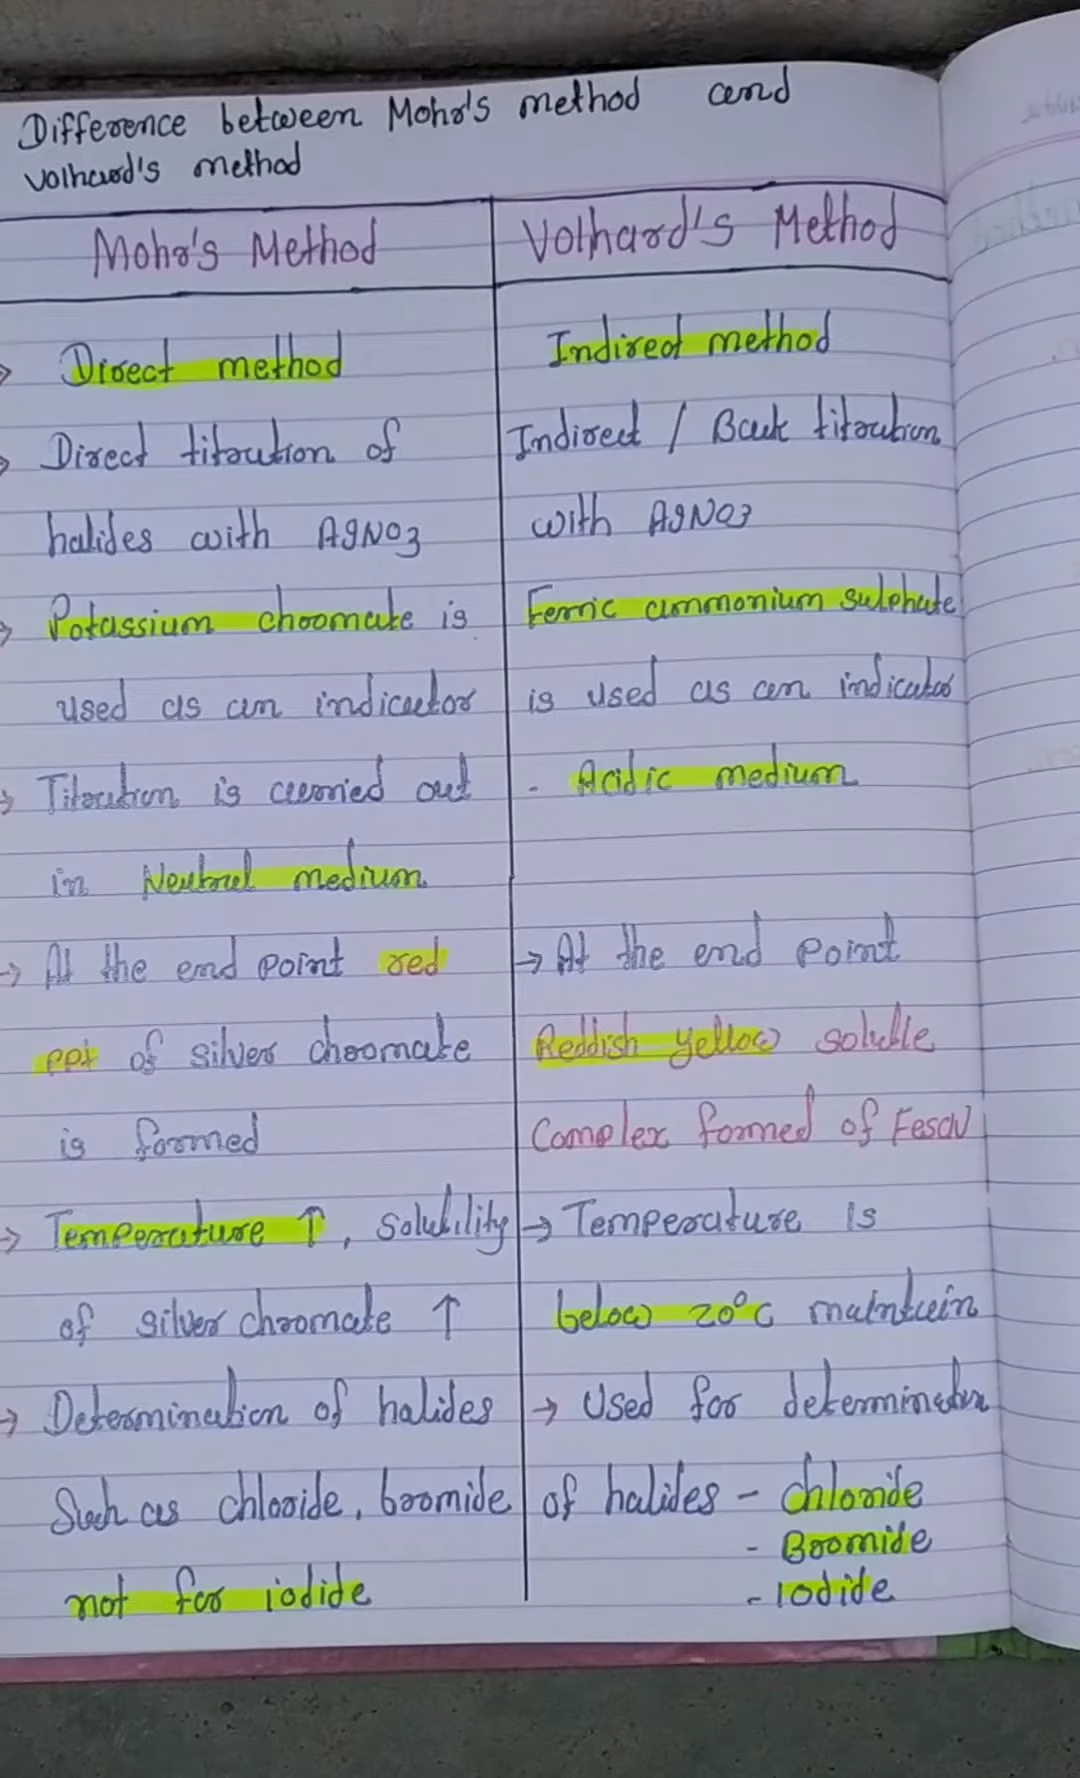 Difference between Mohr's method and
Volhard's method
Mohr's Method
Volhard's Method
Direct method
Indirect method
→ Direct titration of
halides with AgNO3
Indirect / Back titration
with AgNO3
→ Potassium chromate is
used as an indicator
Ferric ammonium sulphate
is used as an indicator
→ Titration is carried out
in Neutral medium
- Acidic medium
→ At the end point red
ppt of silver chromate
is formed
→ At the end point
Reddish yellow soluble
Complex formed of FeSCN
→ Temperature ↑, solubility
of silver chromate ↑
→ Temperature is
below 20°C maintain
→ Determination of halides
Such as chloride, bromide
not for iodide
→ Used for determination
of halides - chloride
- Bromide
- Iodide